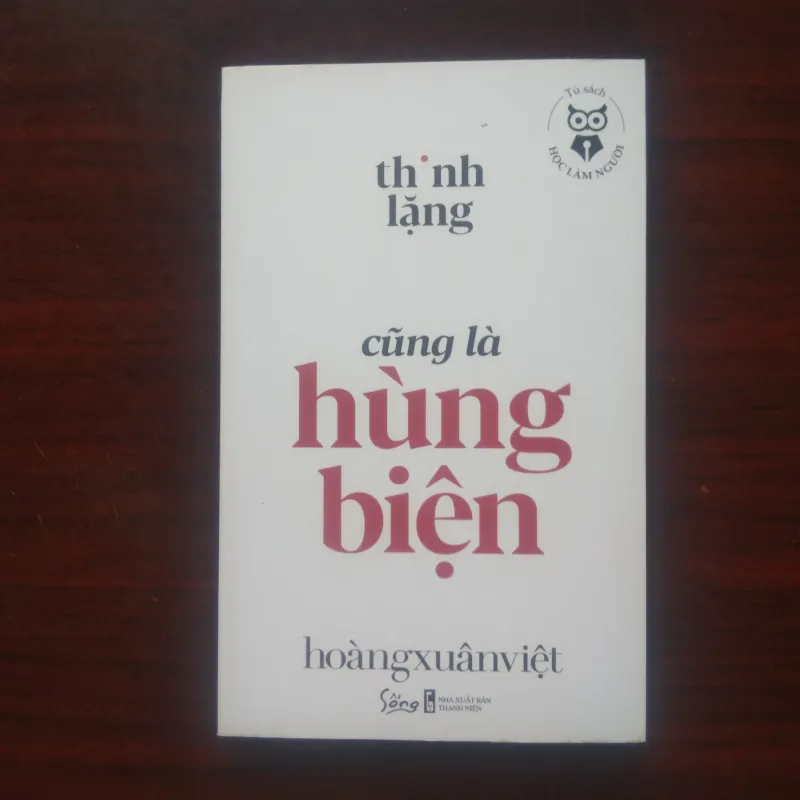 Tủ sách
HỌC LÀM NGƯỜI
thinh
lặng
cũng là
hùng
biện
hoàngxuânviệt
Sống
NHÀ XUẤT BẢN
THANH NIÊN